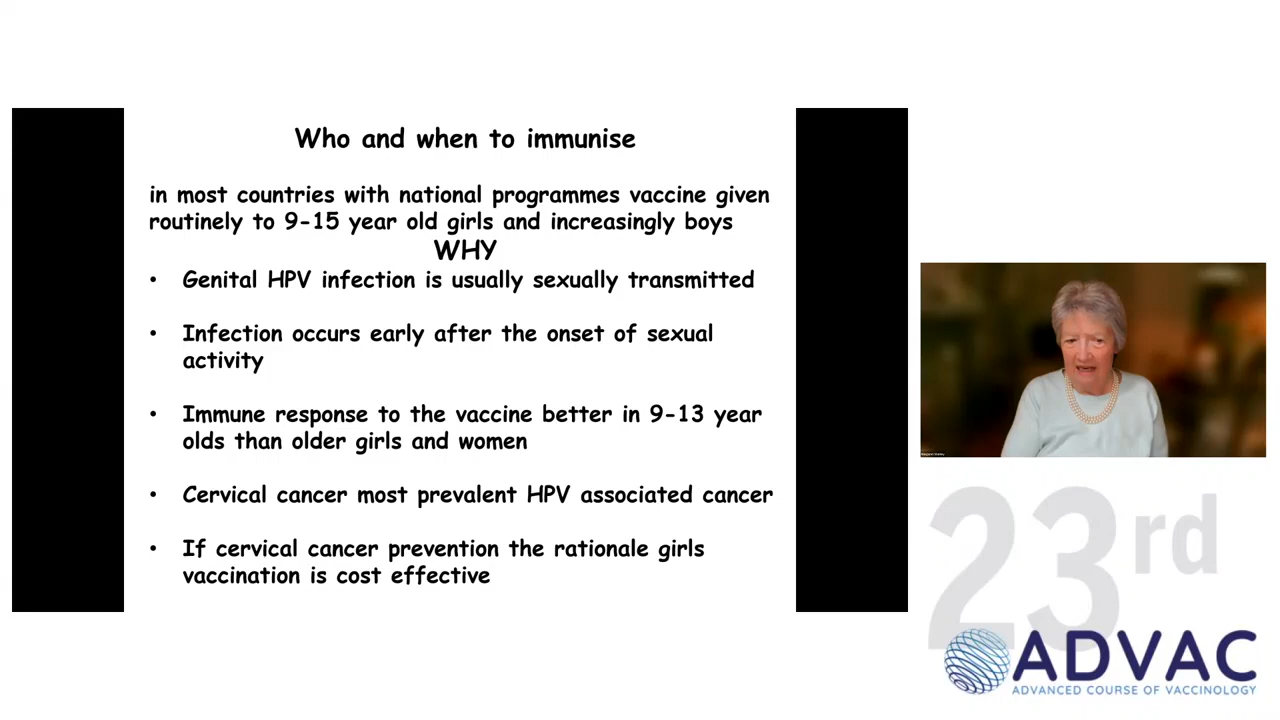 Who and when to immunise
in most countries with national programmes vaccine given
routinely to 9-15 year old girls and increasingly boys
WHY
• Genital HPV infection is usually sexually transmitted
• Infection occurs early after the onset of sexual
activity
• Immune response to the vaccine better in 9-13 year
olds than older girls and women
• Cervical cancer most prevalent HPV associated cancer
• If cervical cancer prevention the rationale girls
vaccination is cost effective
23rd
ADVAC
ADVANCED COURSE OF VACCINOLOGY